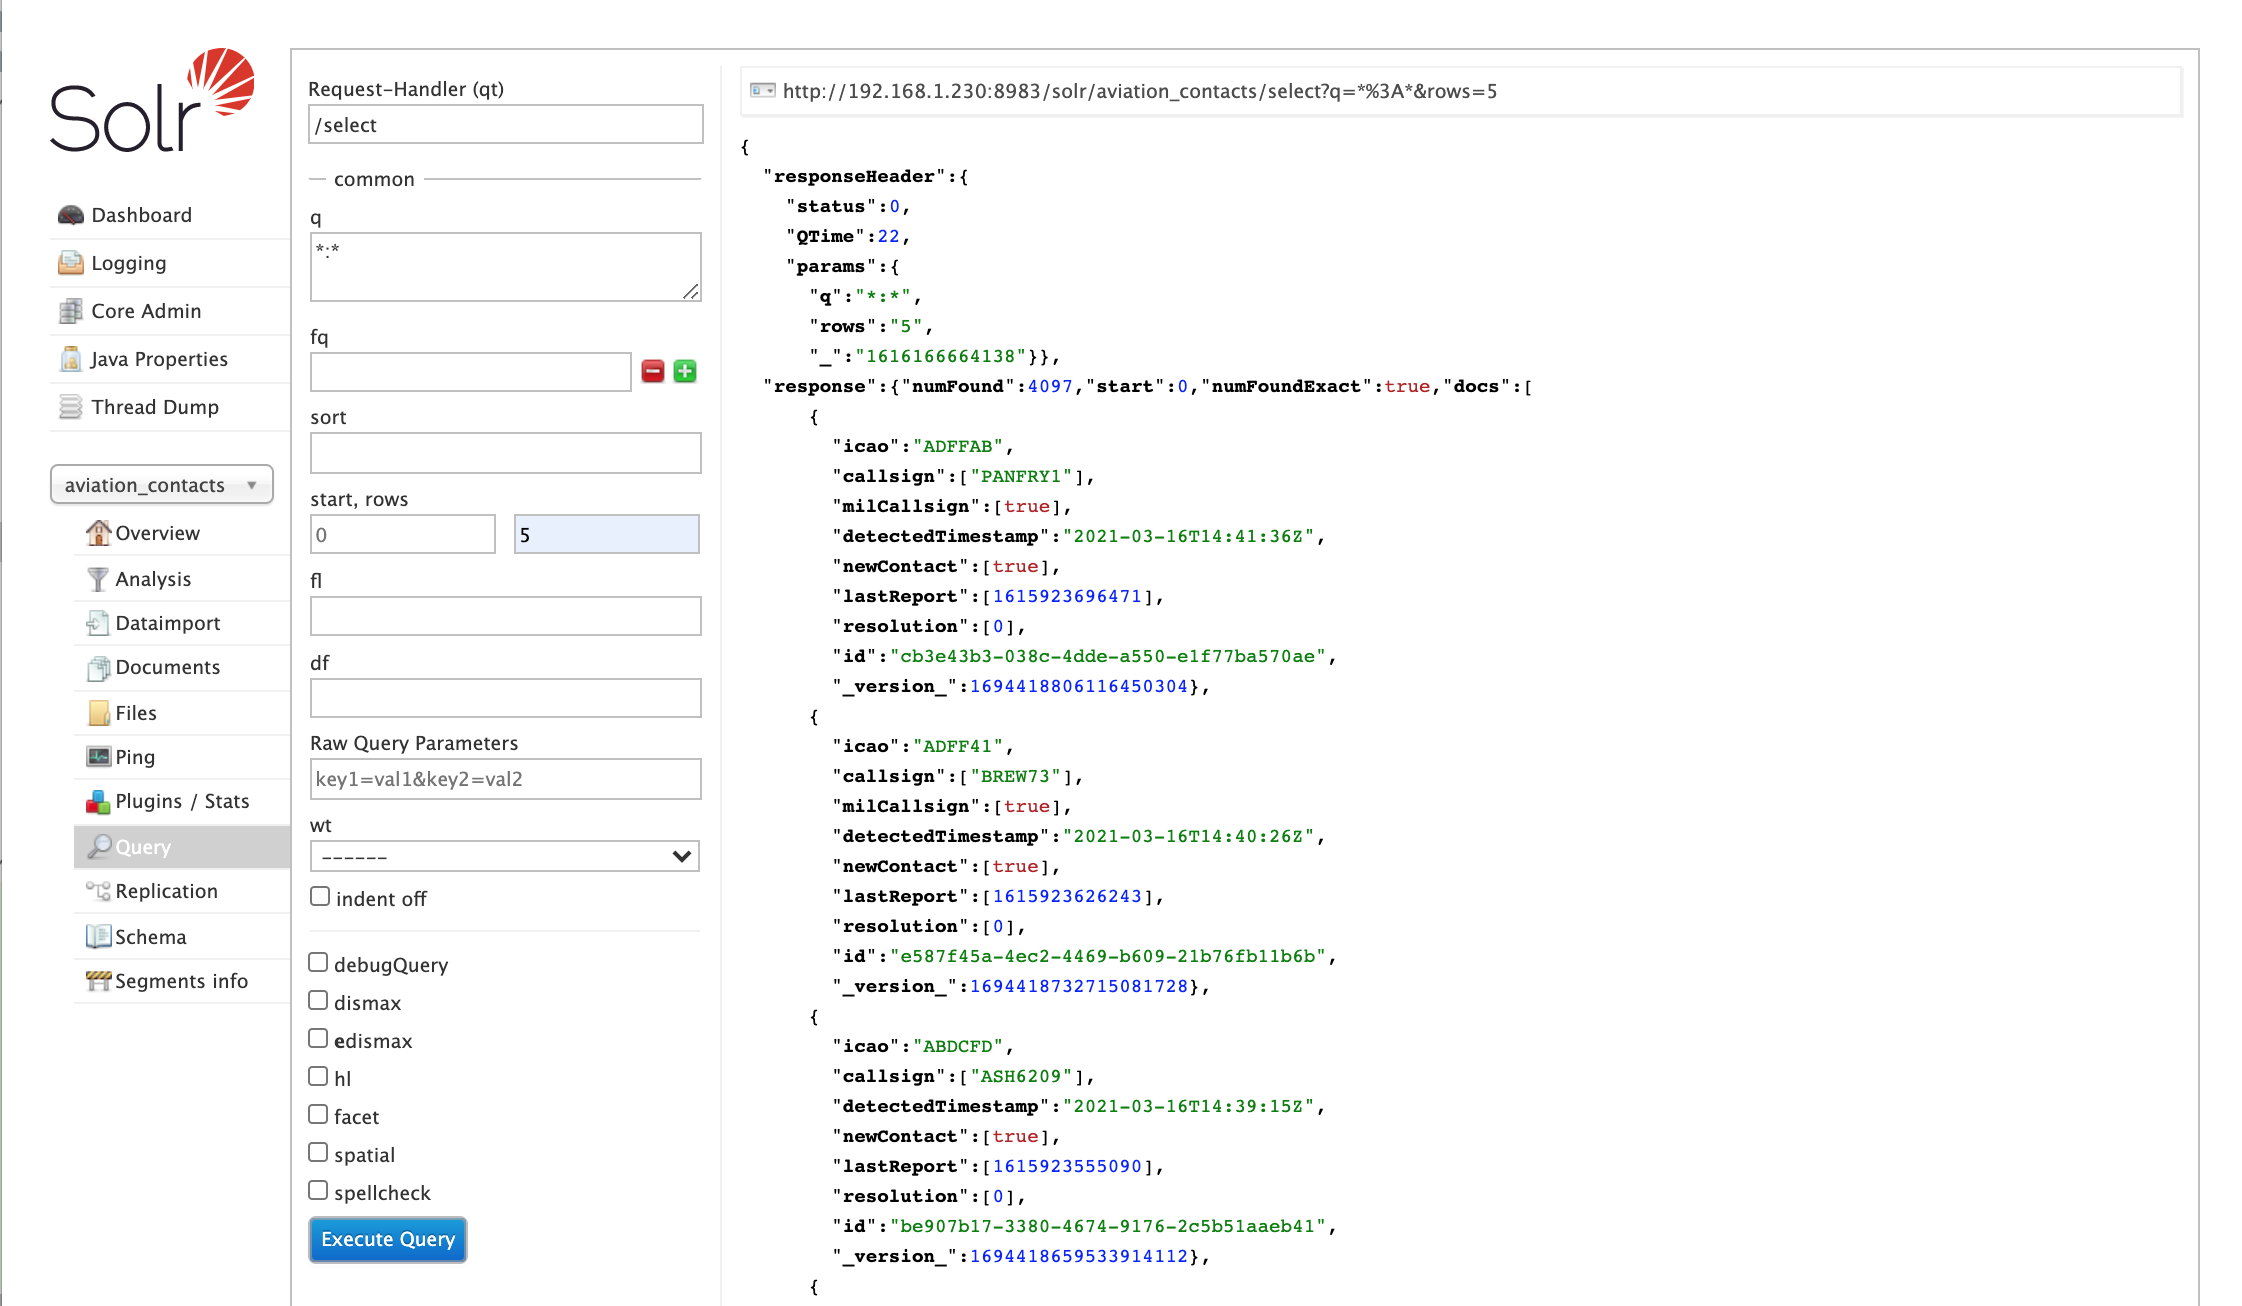 Solr
Dashboard
Logging
Core Admin
Java Properties
Thread Dump
aviation_contacts
Overview
Analysis
Dataimport
Documents
Files
Ping
Plugins / Stats
Query
Replication
Schema
Segments info
Request-Handler (qt)
/select
common
q
*:*
fq
sort
start, rows
0 5
fl
df
Raw Query Parameters
key1=val1&key2=val2
wt
------
indent off
debugQuery
dismax
edismax
hl
facet
spatial
spellcheck
Execute Query
http://192.168.1.230:8983/solr/aviation_contacts/select?q=*%3A*&rows=5
{
"responseHeader":{
"status":0,
"QTime":22,
"params":{
"q":"*:*",
"rows":"5",
"_":"1616166664138"}},
"response":{"numFound":4097,"start":0,"numFoundExact":true,"docs":[
{
"icao":"ADFFAB",
"callsign":["PANFRY1"],
"milCallsign":[true],
"detectedTimestamp":"2021-03-16T14:41:36Z",
"newContact":[true],
"lastReport":[1615923696471],
"resolution":[0],
"id":"cb3e43b3-038c-4dde-a550-e1f77ba570ae",
"_version_":1694418806116450304},
{
"icao":"ADFF41",
"callsign":["BREW73"],
"milCallsign":[true],
"detectedTimestamp":"2021-03-16T14:40:26Z",
"newContact":[true],
"lastReport":[1615923626243],
"resolution":[0],
"id":"e587f45a-4ec2-4469-b609-21b76fb11b6b",
"_version_":1694418732715081728},
{
"icao":"ABDCFD",
"callsign":["ASH6209"],
"detectedTimestamp":"2021-03-16T14:39:15Z",
"newContact":[true],
"lastReport":[1615923555090],
"resolution":[0],
"id":"be907b17-3380-4674-9176-2c5b51aaeb41",
"_version_":1694418659533914112},
{